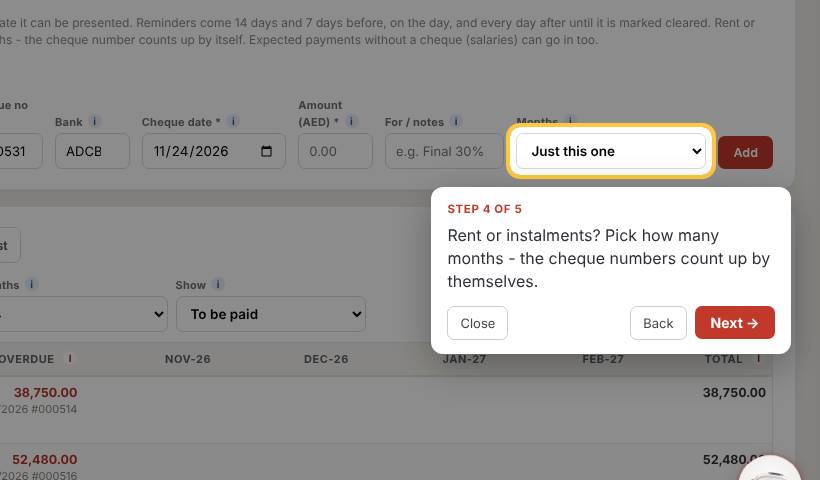 ate it can be presented. Reminders come 14 days and 7 days before, on the day, and every day after until it is marked cleared. Rent or
hs - the cheque number counts up by itself. Expected payments without a cheque (salaries) can go in too.
ue no
Bank i
Cheque date * i
Amount
(AED) * i
For / notes i
Months i
0531
ADCB
11/24/2026
0.00
e.g. Final 30%
Just this one
Add
STEP 4 OF 5
Rent or instalments? Pick how many
months - the cheque numbers count up by
themselves.
Close
Back
Next →
st
nths i
Show i
To be paid
OVERDUE i
NOV-26
DEC-26
JAN-27
FEB-27
TOTAL i
38,750.00
38,750.00
/2026 #000514
52,480.00
52,480.00
/2026 #000516